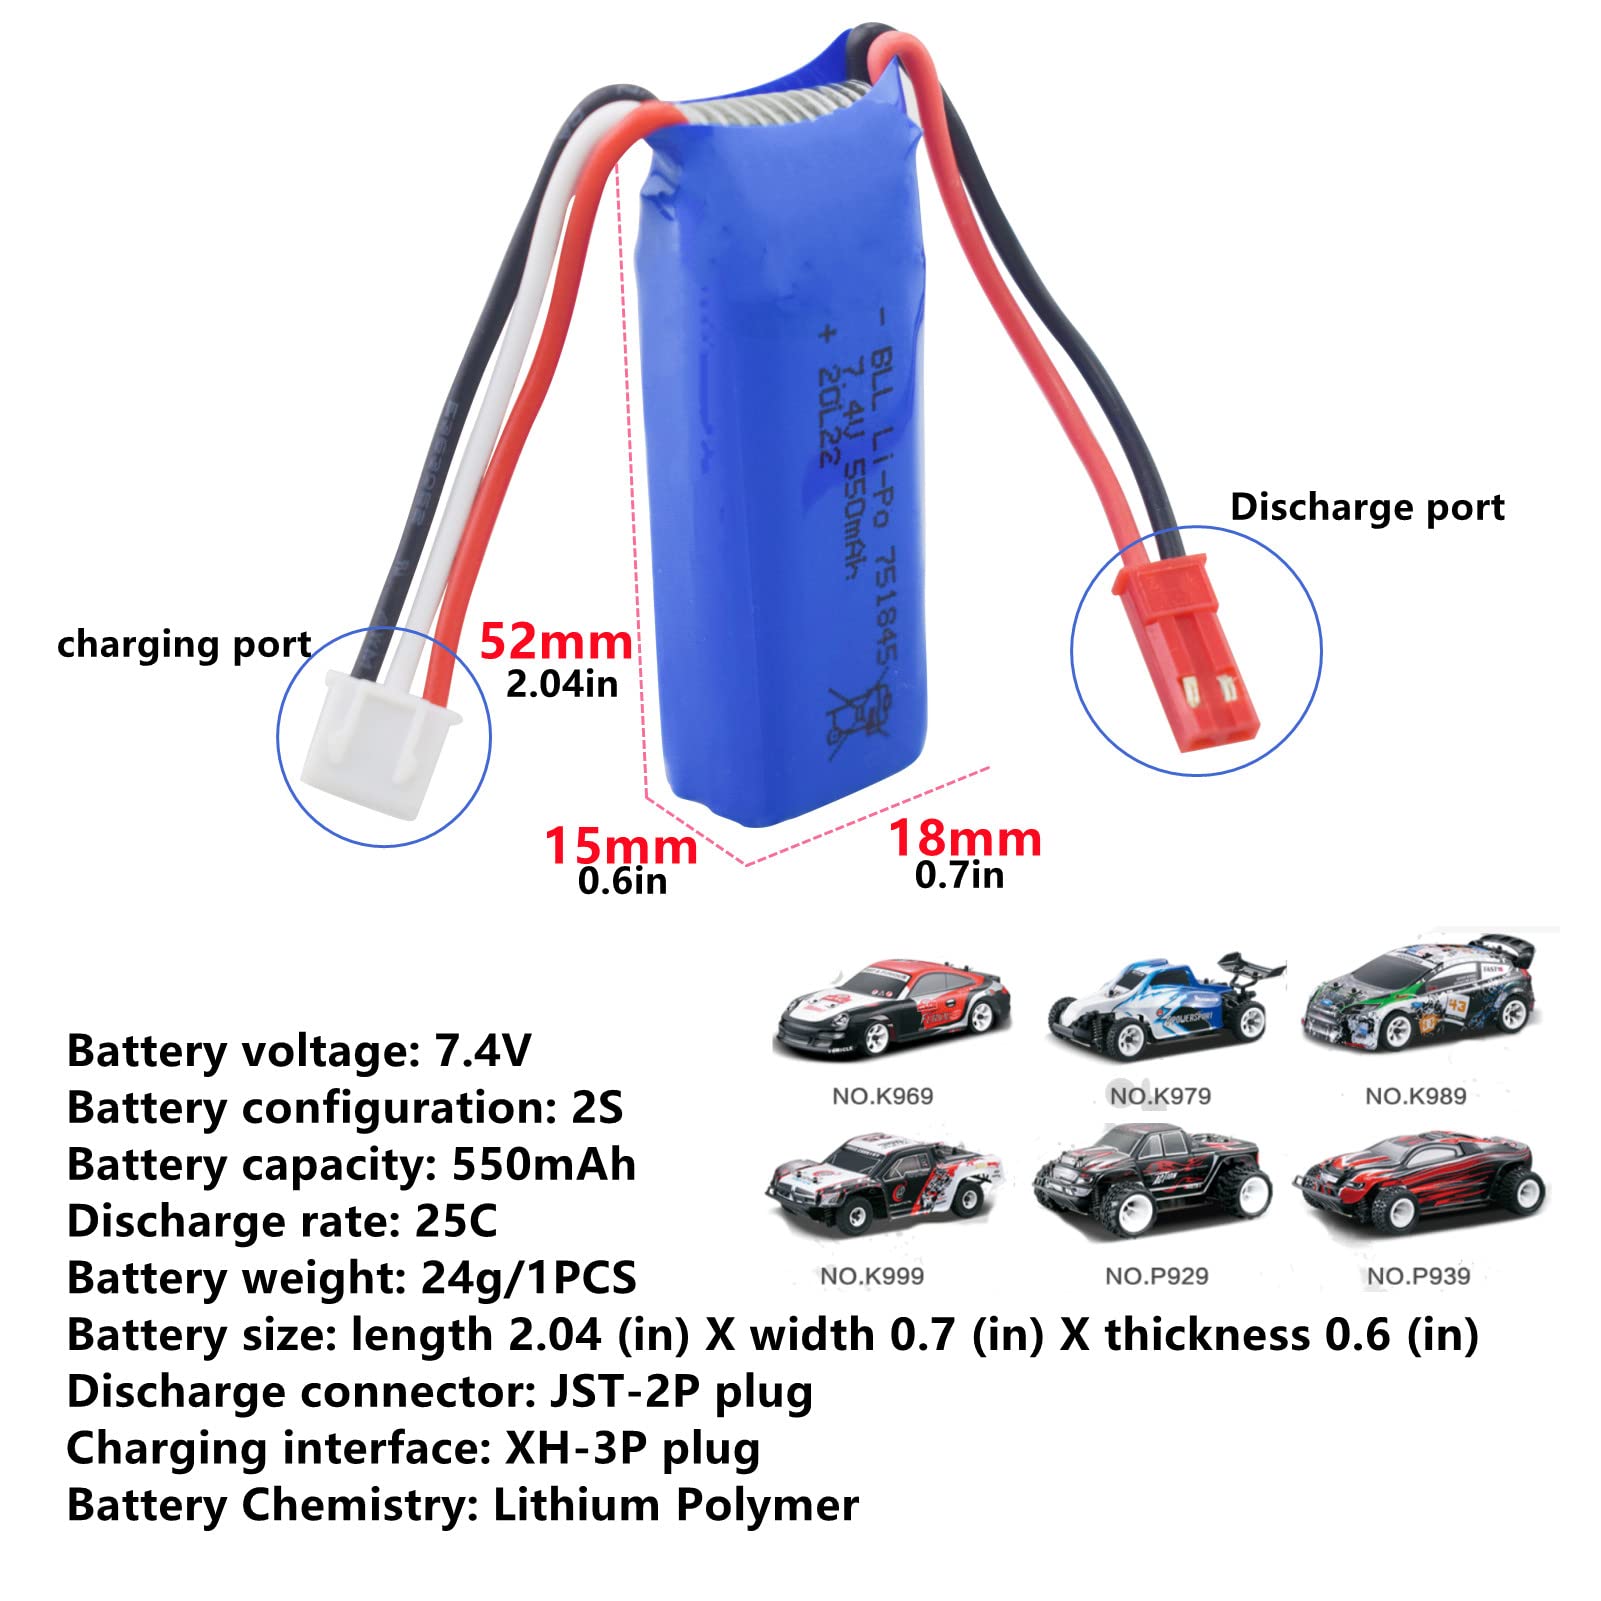 - BLL Li-Po 751845
7.4V 550mAh
+ 20L22
Discharge port
charging port
52mm
2.04in
15mm
0.6in
18mm
0.7in
NO.K969
NO.K979
NO.K989
NO.K999
NO.P929
NO.P939
Battery voltage: 7.4V
Battery configuration: 2S
Battery capacity: 550mAh
Discharge rate: 25C
Battery weight: 24g/1PCS
Battery size: length 2.04 (in) X width 0.7 (in) X thickness 0.6 (in)
Discharge connector: JST-2P plug
Charging interface: XH-3P plug
Battery Chemistry: Lithium Polymer